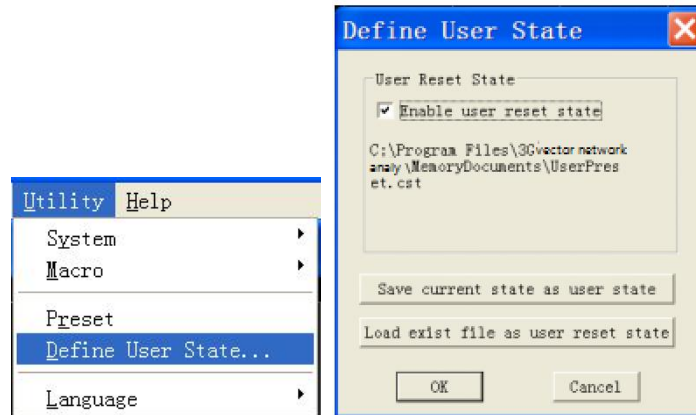 Utility Help
System
Macro
Preset
Define User State...
Language
Define User State
User Reset State
Enable user reset state
C:\Program Files\3Gvector network
analy\MemoryDocuments\UserPres
et.cst
Save current state as user state
Load exist file as user reset state
OK Cancel